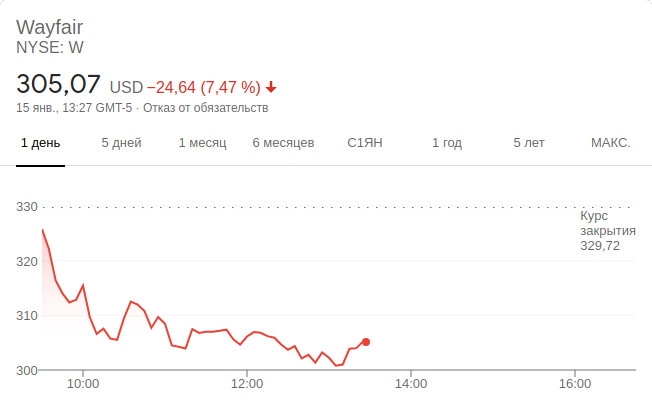 Wayfair
NYSE: W
305,07 USD −24,64 (7,47 %)
15 янв., 13:27 GMT-5 · Отказ от обязательств
1 день 5 дней 1 месяц 6 месяцев С1ЯН 1 год 5 лет МАКС.
330
Курс
закрытия
329,72
320
310
300
10:00 12:00 14:00 16:00